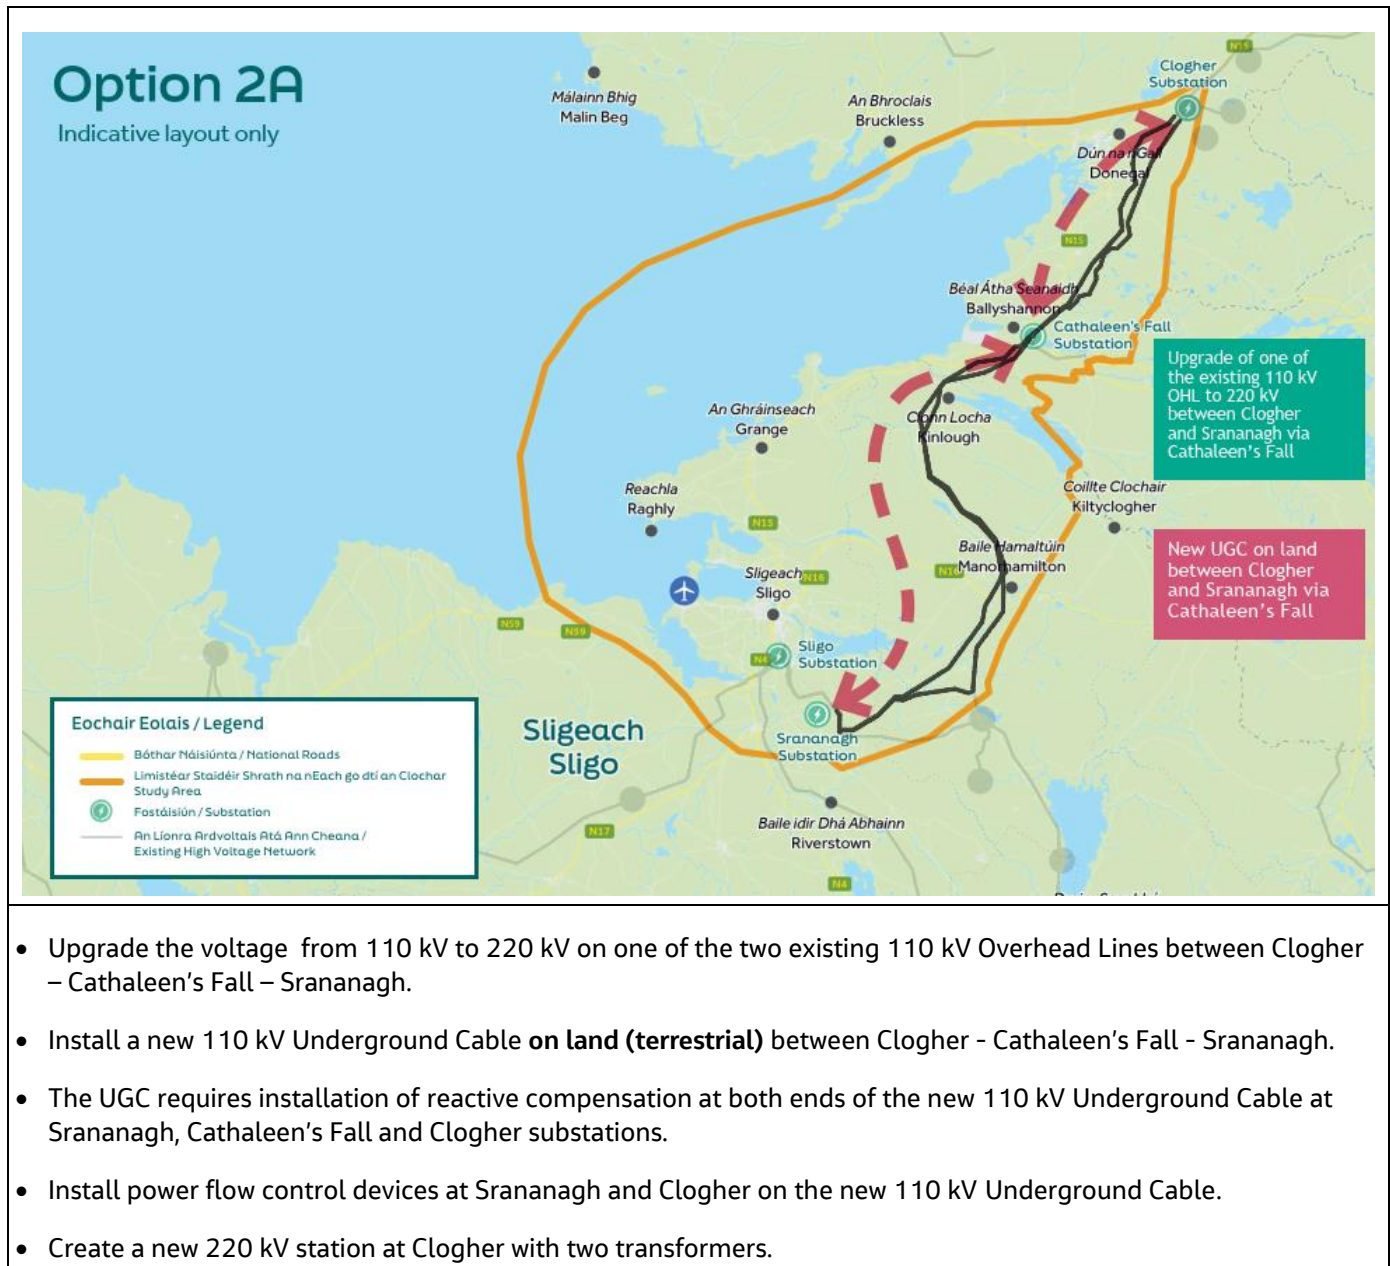 Option 2A
Indicative layout only
N15
Clogher
Substation
Málainn Bhig
Malin Beg
An Bhroclais
Bruckless
Dún na nGall
Donegal
N15
Béal Átha Seanaidh
Ballyshannon
Cathaleen's Fall
Substation
Upgrade of one of
the existing 110 kV
OHL to 220 kV
between Clogher
and Srananagh via
Cathaleen's Fall
An Ghráinseach
Grange
Cionn Locha
Kinlough
Reachla
Raghly
Coillte Clochair
Kiltyclogher
N15
Baile Hamaltúin
Manorhamilton
N16
New UGC on land
between Clogher
and Srananagh via
Cathaleen's Fall
Sligeach
Sligo
N16
N59
N59
Sligo
Substation
N4
Srananagh
Substation
Sligeach
Sligo
Eochair Eolais / Legend
Bóthar Náisiúnta / National Roads
Limistéar Staidéir Shrath na nEach go dtí an Clochar
Study Area
Fostáisiún / Substation
An Líonra Ardvoltais Atá Ann Cheana /
Existing High Voltage Network
N17
Baile idir Dhá Abhainn
Riverstown
N4
• Upgrade the voltage from 110 kV to 220 kV on one of the two existing 110 kV Overhead Lines between Clogher
– Cathaleen's Fall – Srananagh.
• Install a new 110 kV Underground Cable on land (terrestrial) between Clogher - Cathaleen's Fall - Srananagh.
• The UGC requires installation of reactive compensation at both ends of the new 110 kV Underground Cable at
Srananagh, Cathaleen's Fall and Clogher substations.
• Install power flow control devices at Srananagh and Clogher on the new 110 kV Underground Cable.
• Create a new 220 kV station at Clogher with two transformers.